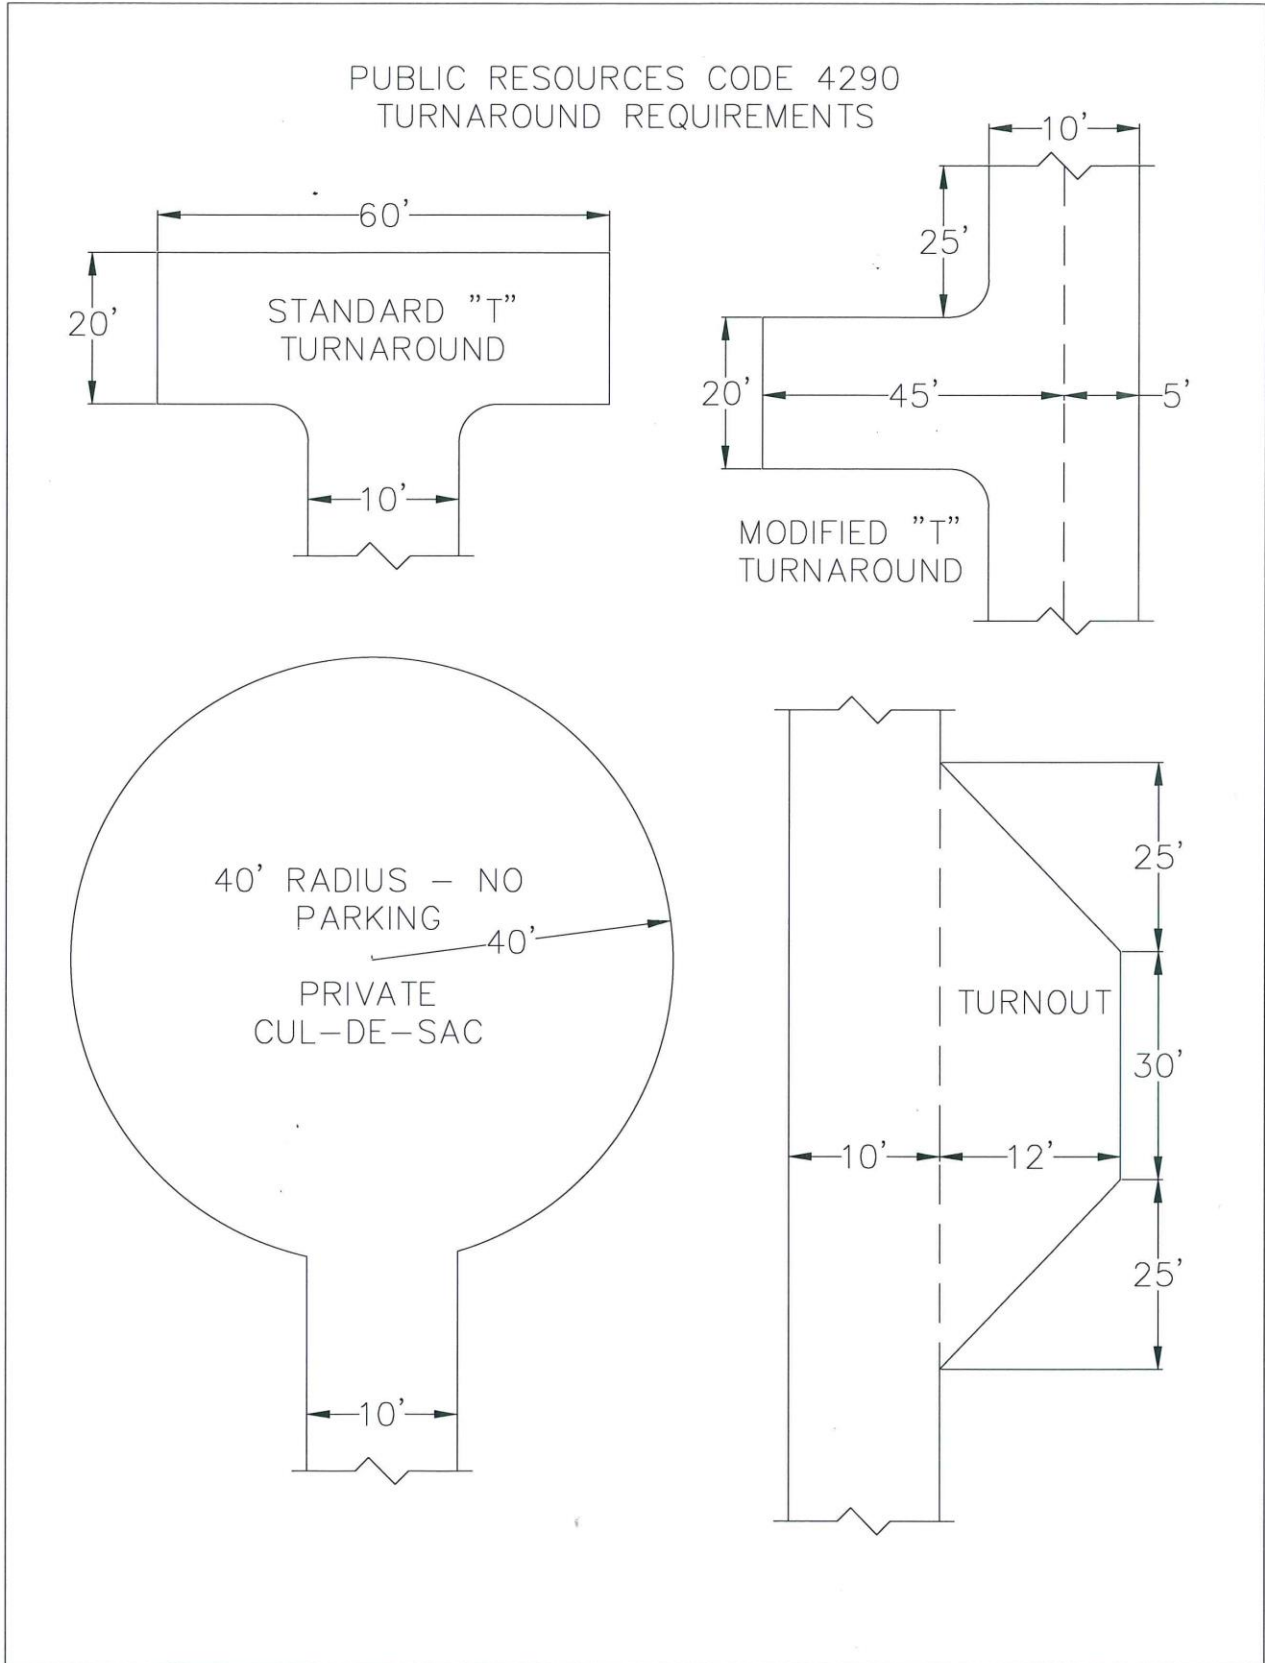 PUBLIC RESOURCES CODE 4290
TURNAROUND REQUIREMENTS
60'
20'
STANDARD "T"
TURNAROUND
10'
10'
25'
20'
45'
5'
MODIFIED "T"
TURNAROUND
40' RADIUS – NO
PARKING
40'
PRIVATE
CUL–DE–SAC
10'
25'
TURNOUT
30'
10'
12'
25'